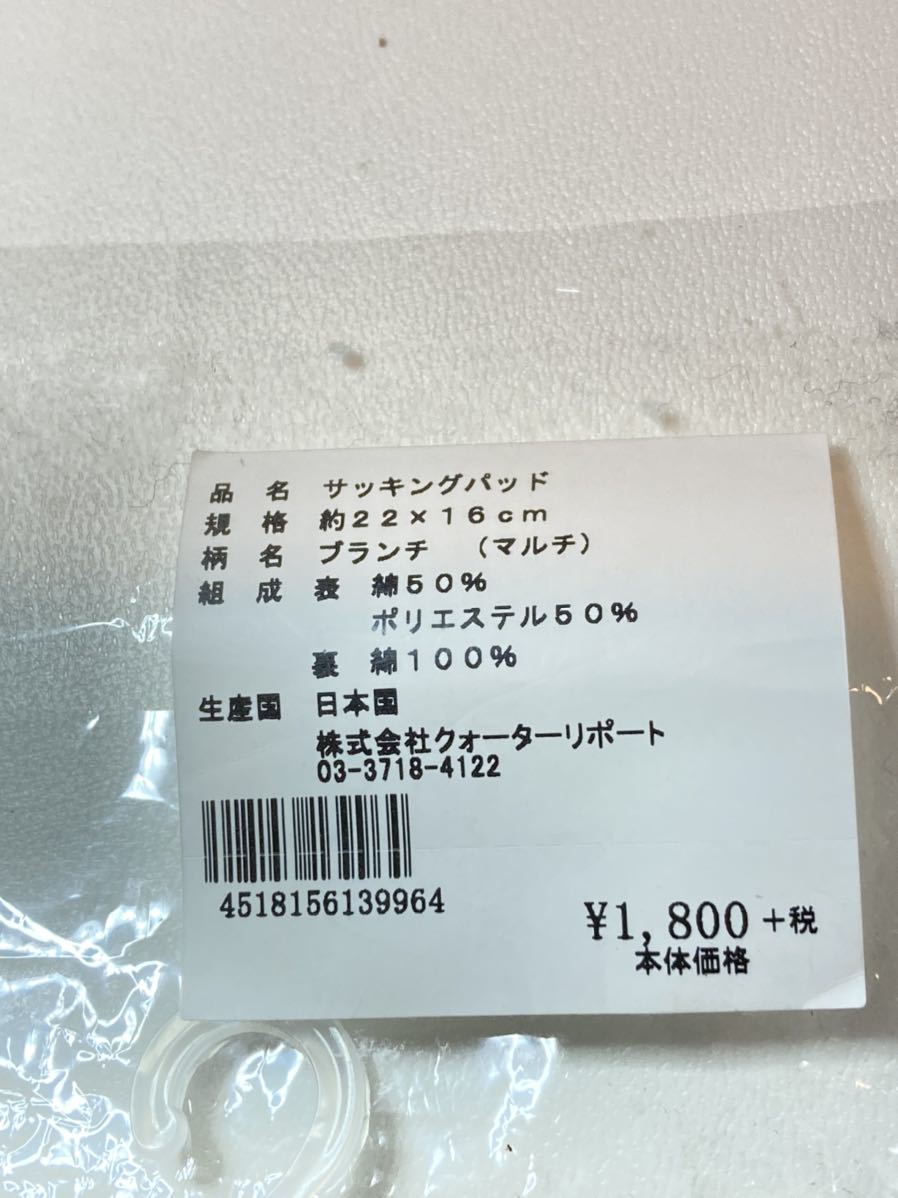 品　名　サッキングパッド
規　格　約２２×１６ｃｍ
柄　名　ブランチ　（マルチ）
組　成　表　綿５０％
ポリエステル５０％
裏　綿１００％
生産国　日本国
株式会社クォーターリポート
03-3718-4122
4518156139964
¥1,800＋税
本体価格